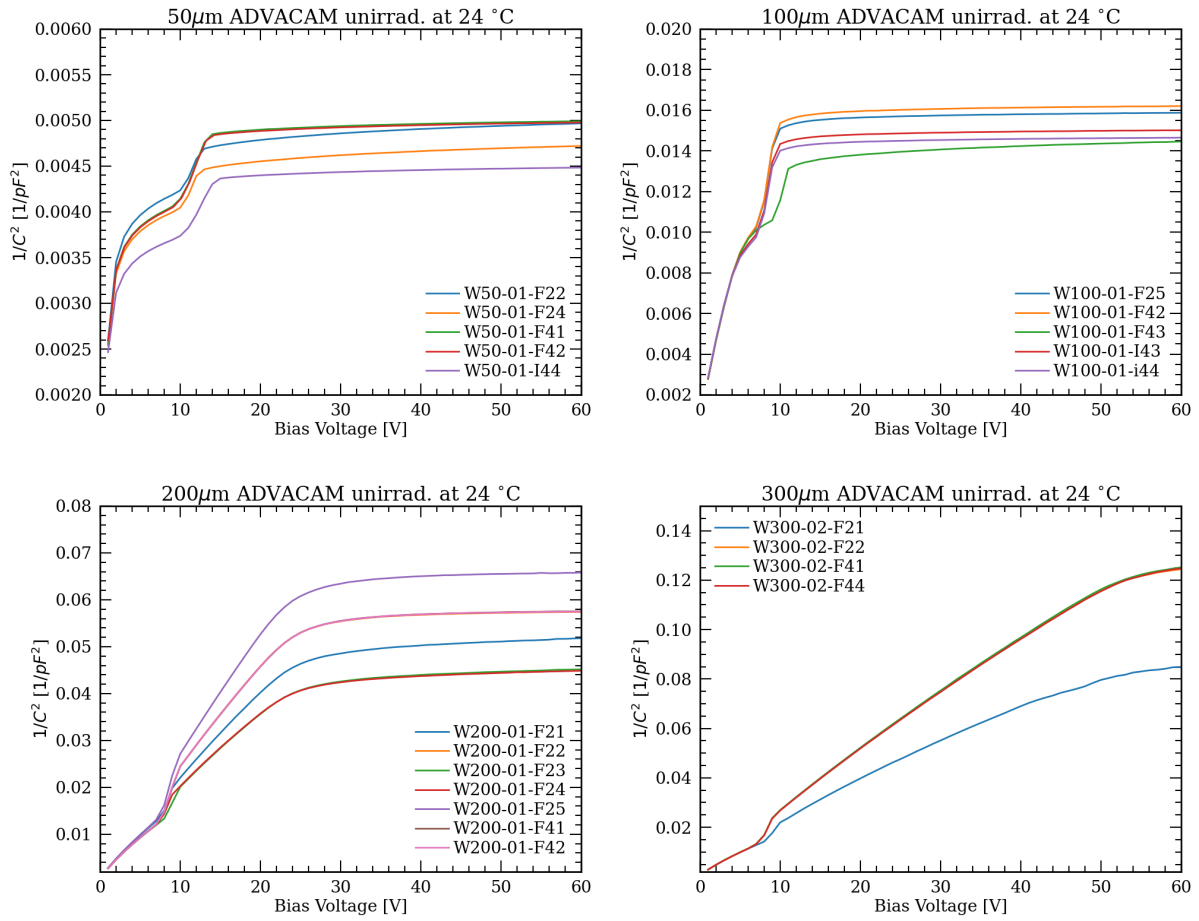 50μm ADVACAM unirrad. at 24 °C
0.0060
0.0055
0.0050
0.0045
0.0040
0.0035
0.0030
0.0025
0.0020
1/C² [1/pF²]
W50-01-F22
W50-01-F24
W50-01-F41
W50-01-F42
W50-01-I44
0 10 20 30 40 50 60
Bias Voltage [V]
100μm ADVACAM unirrad. at 24 °C
0.020
0.018
0.016
0.014
0.012
0.010
0.008
0.006
0.004
0.002
1/C² [1/pF²]
W100-01-F25
W100-01-F42
W100-01-F43
W100-01-I43
W100-01-i44
0 10 20 30 40 50 60
Bias Voltage [V]
200μm ADVACAM unirrad. at 24 °C
0.08
0.07
0.06
0.05
0.04
0.03
0.02
0.01
1/C² [1/pF²]
W200-01-F21
W200-01-F22
W200-01-F23
W200-01-F24
W200-01-F25
W200-01-F41
W200-01-F42
0 10 20 30 40 50 60
Bias Voltage [V]
300μm ADVACAM unirrad. at 24 °C
0.14
0.12
0.10
0.08
0.06
0.04
0.02
1/C² [1/pF²]
W300-02-F21
W300-02-F22
W300-02-F41
W300-02-F44
0 10 20 30 40 50 60
Bias Voltage [V]